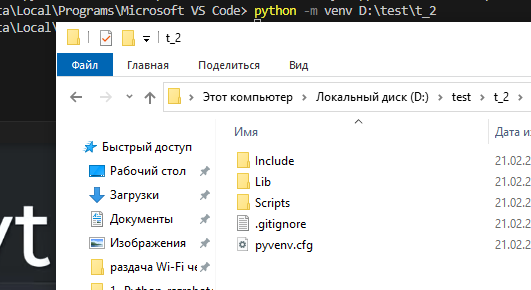 ta\Local\Programs\Microsoft VS Code> python -m venv D:\test\t_2
ta\Local\
t_2
Файл Главная Поделиться Вид
Этот компьютер Локальный диск (D:) test t_2
Имя Дата из
Быстрый доступ
Рабочий стол
Загрузки
Документы
Изображения
раздача Wi-Fi че
Include 21.02.2
Lib 21.02.2
Scripts 21.02.2
.gitignore 21.02.2
pyvenv.cfg 21.02.2
yt